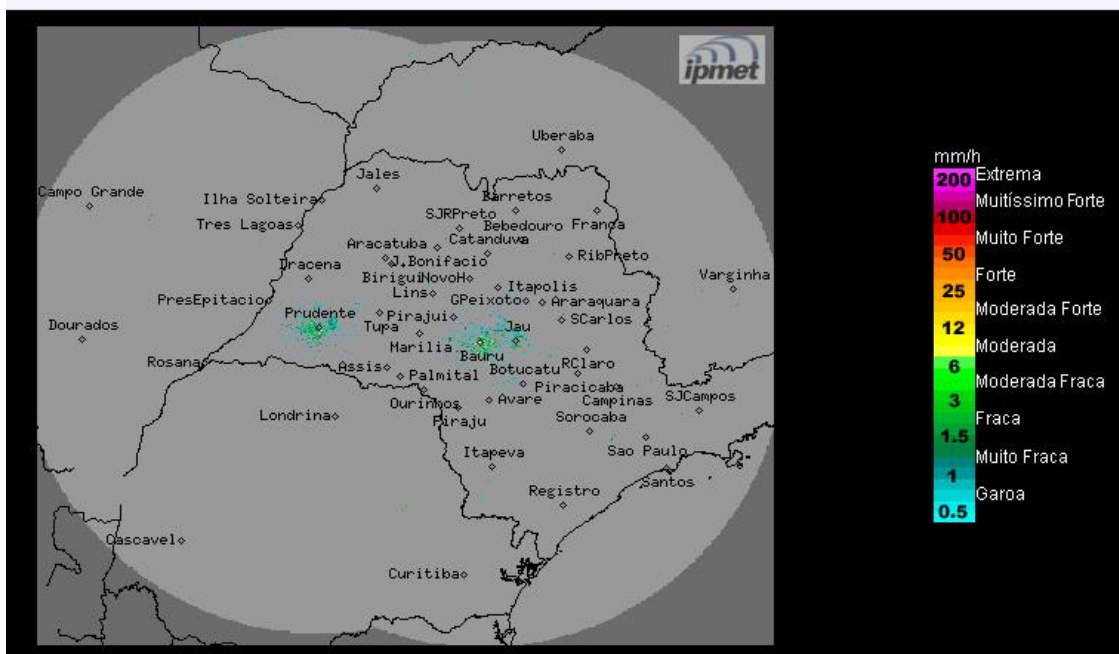 ipmet
Uberaba
Jales
Campo Grande
Ilha Solteira
Barretos
SJRPreto
Tres Lagoas
Bebedouro
Franca
Aracatuba
Catanduva
Dracena
J.Bonifacio
RibPreto
Varginha
Birigui
NovoH
Itapolis
Lins
PresEpitacio
GPeixoto
Araraquara
Prudente
Pirajui
Dourados
Tupa
Jau
SCarlos
Marilia
Bauru
Rosana
Assis
Botucatu
RClaro
Palmital
Piracicaba
Ourinhos
Avare
Campinas
SJCampos
Londrina
Piraju
Sorocaba
Itapeva
Sao Paulo
Santos
Registro
Cascavel
Curitiba
mm/h
200 Extrema
Muitíssimo Forte
100
Muito Forte
50
Forte
25
Moderada Forte
12
Moderada
6
Moderada Fraca
3
Fraca
1.5
Muito Fraca
1
Garoa
0.5